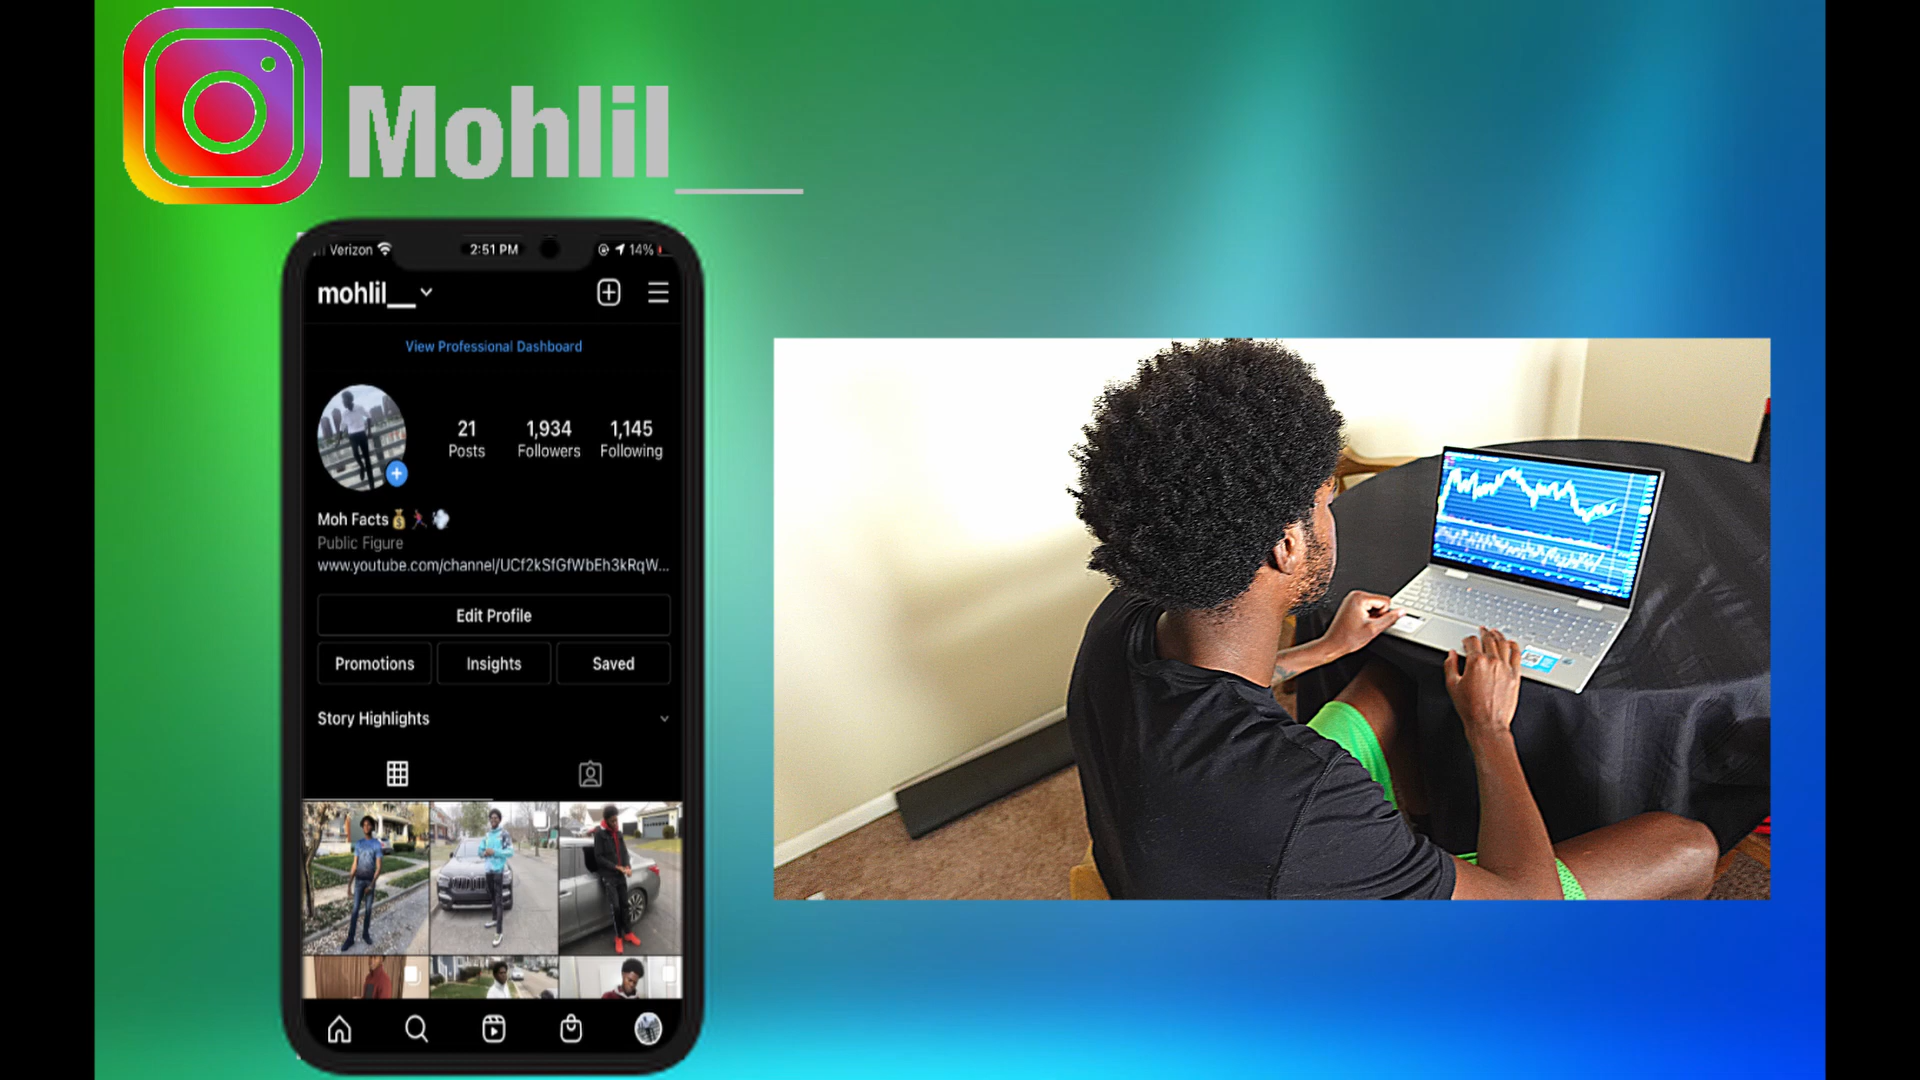 Mohlil__
Verizon 2:51 PM 14%
mohlil__
View Professional Dashboard
21 1,934 1,145
Posts Followers Following
Moh Facts💰🏃🏾‍♂️💨
Public Figure
www.youtube.com/channel/UCf2kSfGfWbEh3kRqW...
Edit Profile
Promotions Insights Saved
Story Highlights